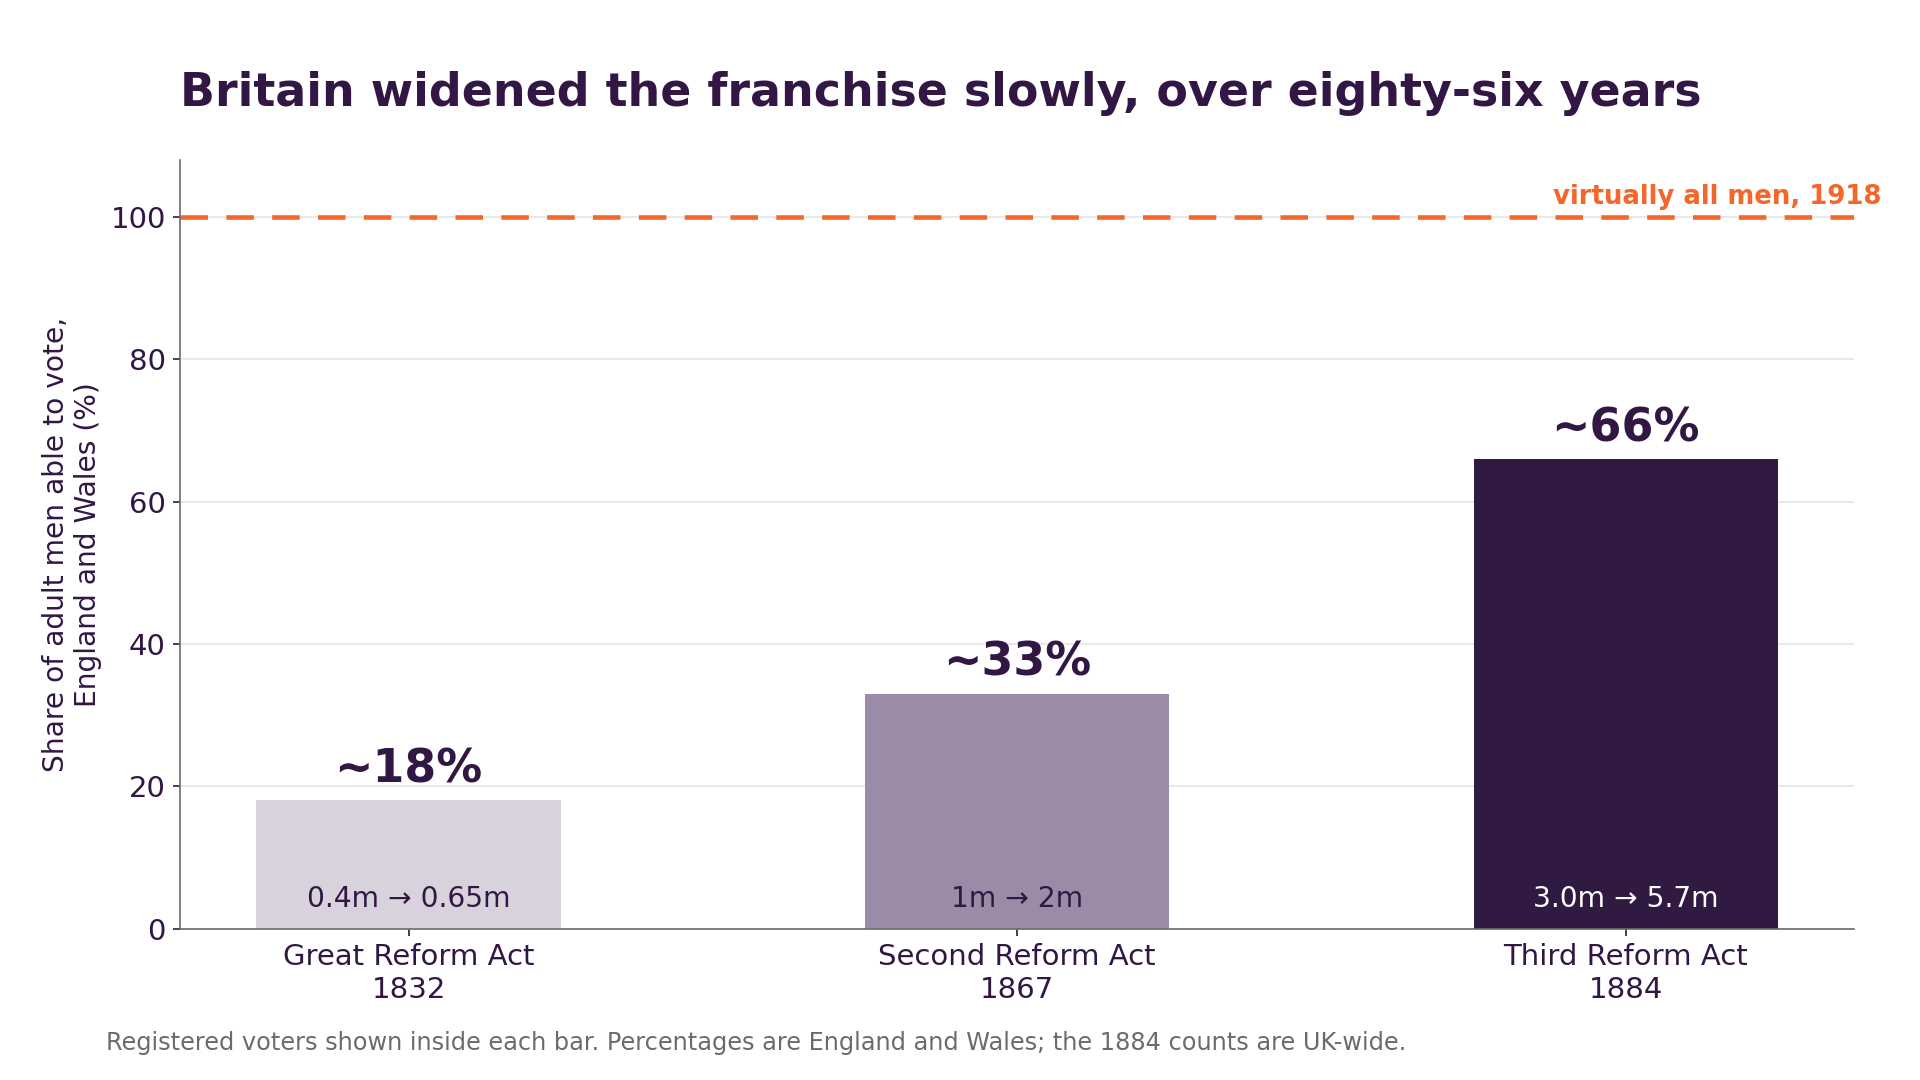 Britain widened the franchise slowly, over eighty-six years
virtually all men, 1918
Share of adult men able to vote,
England and Wales (%)
100
80
60
40
20
0
~18%
~33%
~66%
0.4m → 0.65m
1m → 2m
3.0m → 5.7m
Great Reform Act
1832
Second Reform Act
1867
Third Reform Act
1884
Registered voters shown inside each bar. Percentages are England and Wales; the 1884 counts are UK-wide.